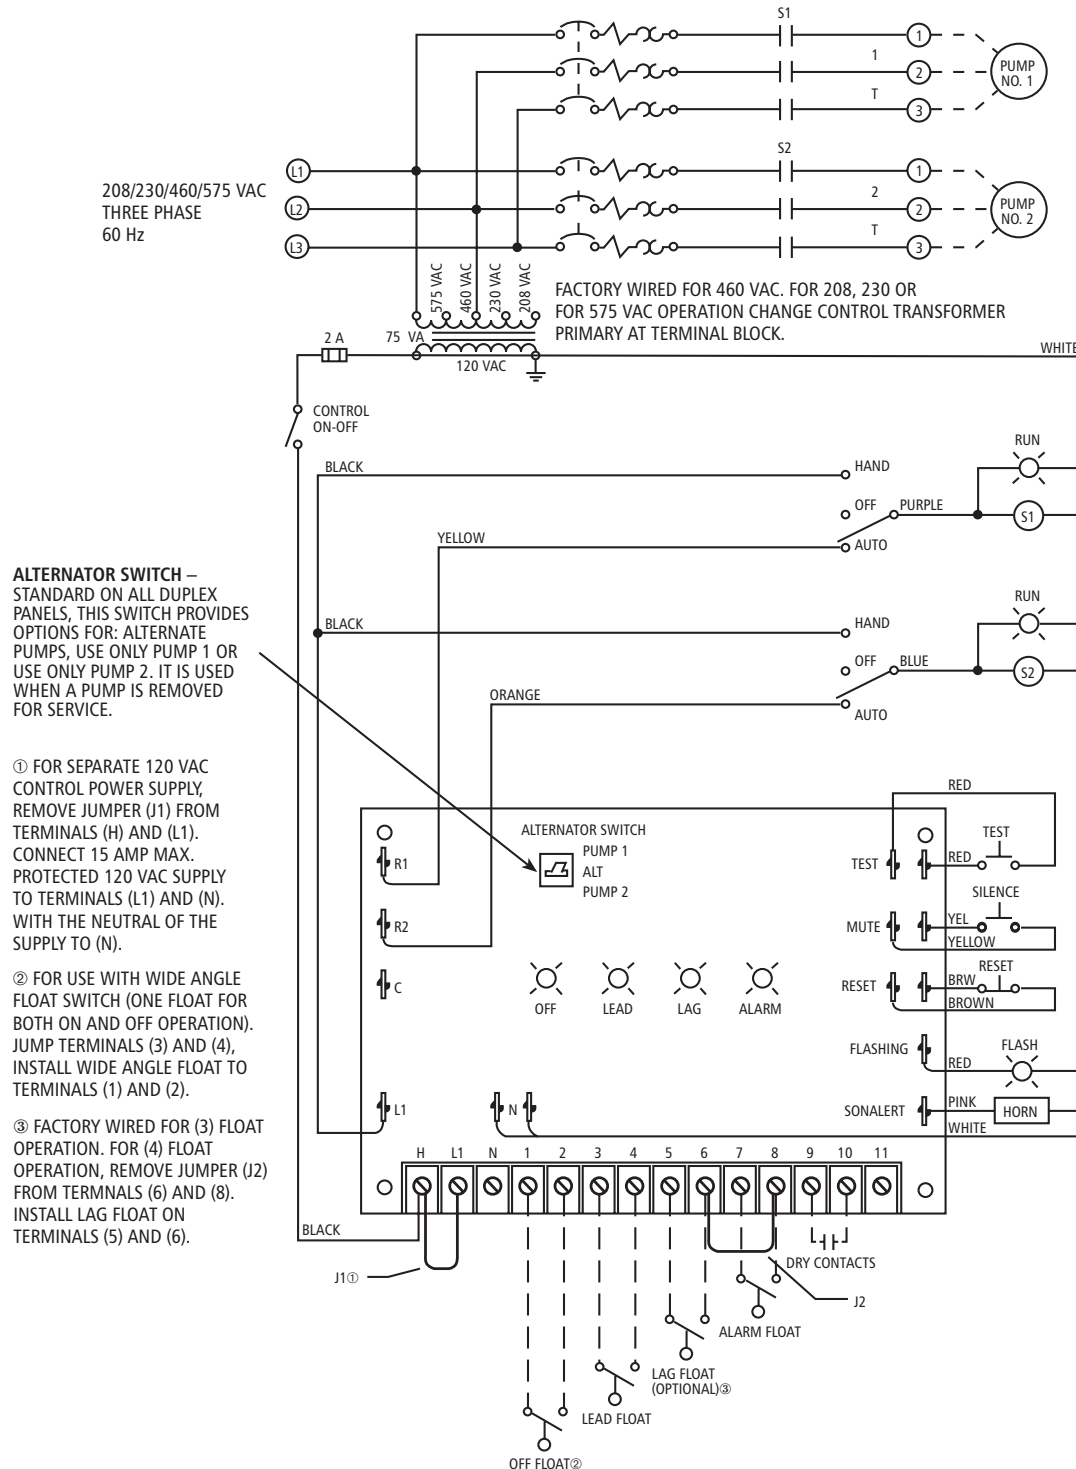 S1
1
1
2
PUMP
NO. 1
T
3
S2
L1
1
208/230/460/575 VAC
THREE PHASE
60 Hz
L2
2
2
PUMP
NO. 2
T
L3
3
575 VAC
460 VAC
230 VAC
208 VAC
FACTORY WIRED FOR 460 VAC. FOR 208, 230 OR
FOR 575 VAC OPERATION CHANGE CONTROL TRANSFORMER
PRIMARY AT TERMINAL BLOCK.
2 A
75 VA
120 VAC
WHITE
CONTROL
ON-OFF
RUN
BLACK
HAND
OFF
PURPLE
S1
YELLOW
AUTO
ALTERNATOR SWITCH –
STANDARD ON ALL DUPLEX
PANELS, THIS SWITCH PROVIDES
OPTIONS FOR: ALTERNATE
PUMPS, USE ONLY PUMP 1 OR
USE ONLY PUMP 2. IT IS USED
WHEN A PUMP IS REMOVED
FOR SERVICE.
RUN
BLACK
HAND
OFF
BLUE
S2
ORANGE
AUTO
① FOR SEPARATE 120 VAC
CONTROL POWER SUPPLY,
REMOVE JUMPER (J1) FROM
TERMINALS (H) AND (L1).
CONNECT 15 AMP MAX.
PROTECTED 120 VAC SUPPLY
TO TERMINALS (L1) AND (N).
WITH THE NEUTRAL OF THE
SUPPLY TO (N).
② FOR USE WITH WIDE ANGLE
FLOAT SWITCH (ONE FLOAT FOR
BOTH ON AND OFF OPERATION).
JUMP TERMINALS (3) AND (4),
INSTALL WIDE ANGLE FLOAT TO
TERMINALS (1) AND (2).
③ FACTORY WIRED FOR (3) FLOAT
OPERATION. FOR (4) FLOAT
OPERATION, REMOVE JUMPER (J2)
FROM TERMNALS (6) AND (8).
INSTALL LAG FLOAT ON
TERMINALS (5) AND (6).
RED
ALTERNATOR SWITCH
PUMP 1
ALT
PUMP 2
R1
TEST
RED
TEST
R2
SILENCE
MUTE
YEL
YELLOW
C
RESET
RESET
BRW
BROWN
OFF
LEAD
LAG
ALARM
FLASHING
RED
FLASH
L1
N
SONALERT
PINK
HORN
WHITE
H L1 N 1 2 3 4 5 6 7 8 9 10 11
BLACK
J1①
DRY CONTACTS
J2
ALARM FLOAT
LAG FLOAT
(OPTIONAL)③
LEAD FLOAT
OFF FLOAT②